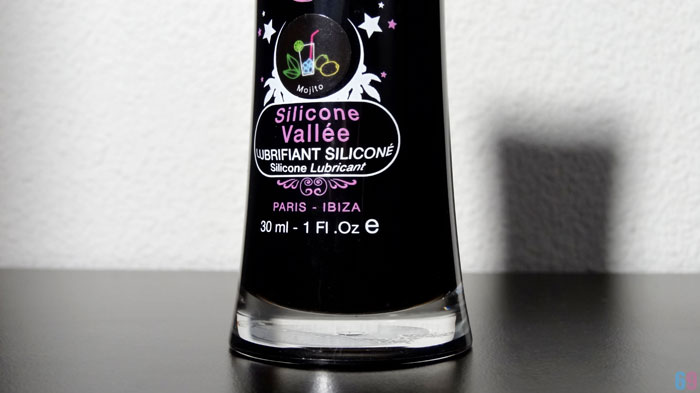 Mojito
Silicone
Vallée
LUBRIFIANT SILICONÉ
Silicone Lubricant
PARIS - IBIZA
30 ml - 1 Fl .Oz e